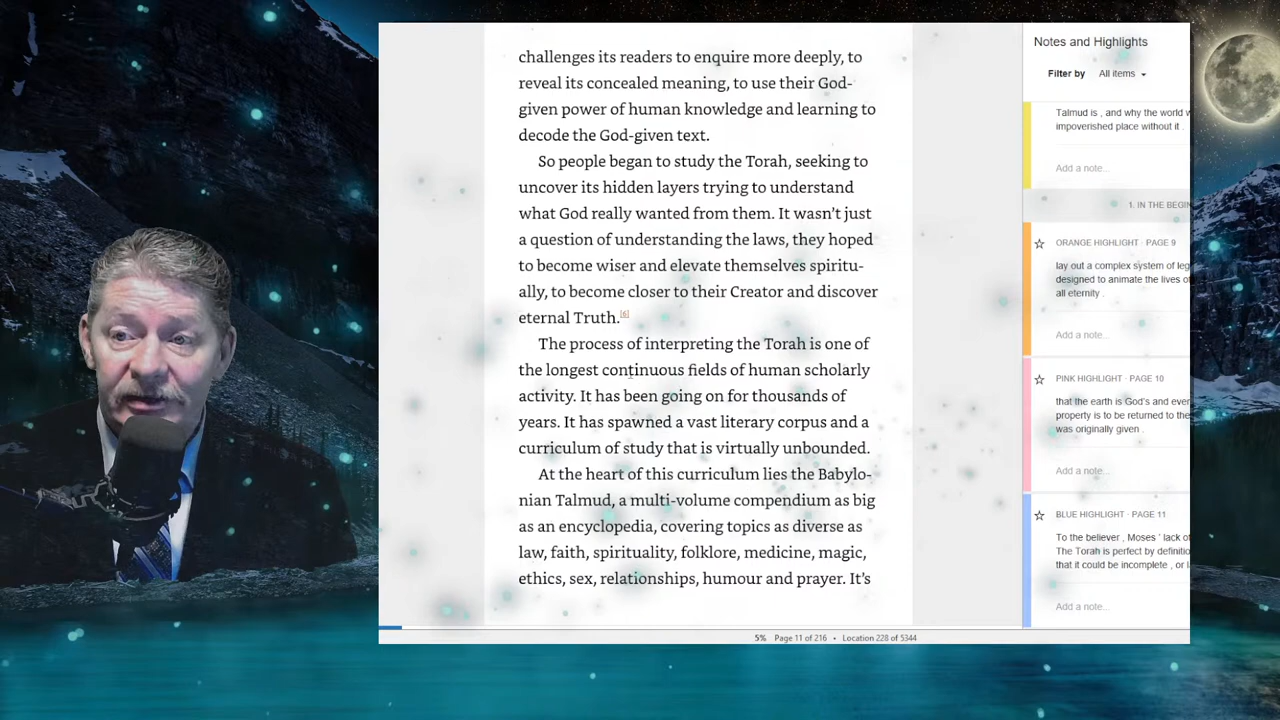 challenges its readers to enquire more deeply, to
reveal its concealed meaning, to use their God-
given power of human knowledge and learning to
decode the God-given text.
So people began to study the Torah, seeking to
uncover its hidden layers trying to understand
what God really wanted from them. It wasn’t just
a question of understanding the laws, they hoped
to become wiser and elevate themselves spiritu-
ally, to become closer to their Creator and discover
eternal Truth.[6]
The process of interpreting the Torah is one of
the longest continuous fields of human scholarly
activity. It has been going on for thousands of
years. It has spawned a vast literary corpus and a
curriculum of study that is virtually unbounded.
At the heart of this curriculum lies the Babylo-
nian Talmud, a multi-volume compendium as big
as an encyclopedia, covering topics as diverse as
law, faith, spirituality, folklore, medicine, magic,
ethics, sex, relationships, humour and prayer. It’s
5% Page 11 of 216 • Location 228 of 5344
Notes and Highlights
Filter by All items
Talmud is , and why the world w
impoverished place without it .
Add a note...
1. IN THE BEGIN
ORANGE HIGHLIGHT · PAGE 9
lay out a complex system of leg
designed to animate the lives of
all eternity .
Add a note...
PINK HIGHLIGHT · PAGE 10
that the earth is God's and ever
property is to be returned to the
was originally given .
Add a note...
BLUE HIGHLIGHT · PAGE 11
To the believer , Moses ’ lack of
The Torah is perfect by definitio
that it could be incomplete , or
Add a note...